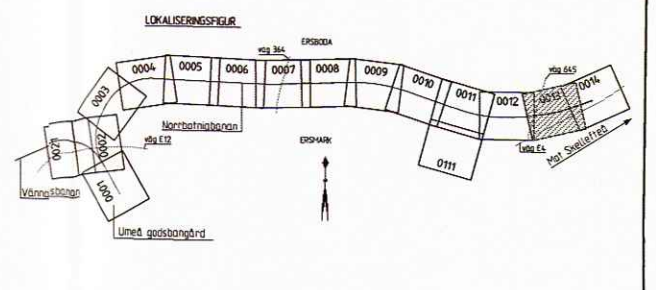 LOKALISERINGSFIGUR
ERSBODA
väg 364
0004 0005 0006 0007 0008 0009 0010 0011 0012 0013 0014
väg 645
0003
Norrbotniabanan
väg E4
Mot Skellefteå
0021 0002
väg E12
ERSMARK
0111
Vännäsbanan
0001
Umeå godsbangård